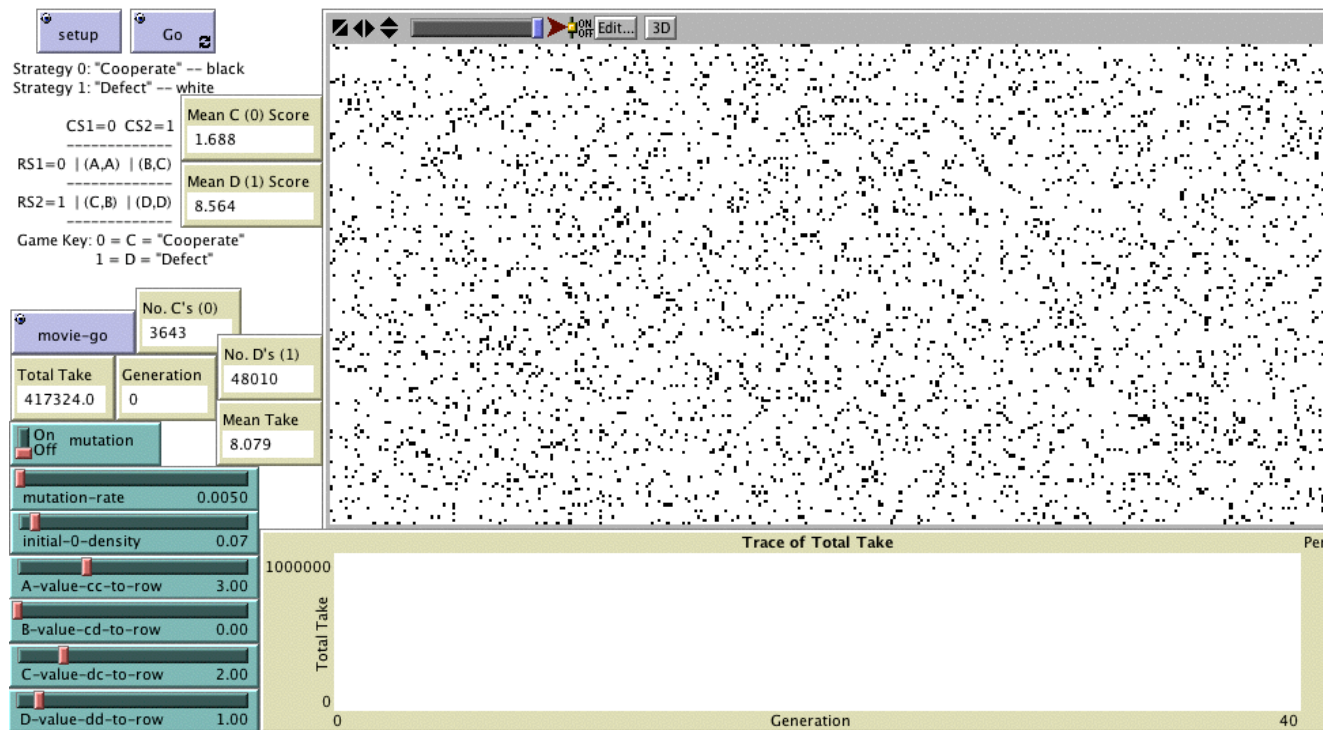 setup
Go
ON
OFF
Edit...
3D
Strategy 0: "Cooperate" -- black
Strategy 1: "Defect" -- white
Mean C (0) Score
1.688
CS1=0 CS2=1
-------------
RS1=0 | (A,A) | (B,C)
-------------
RS2=1 | (C,B) | (D,D)
-------------
Mean D (1) Score
8.564
Game Key: 0 = C = "Cooperate"
1 = D = "Defect"
movie-go
No. C's (0)
3643
No. D's (1)
48010
Total Take
417324.0
Generation
0
Mean Take
8.079
On
Off
mutation
mutation-rate 0.0050
initial-0-density 0.07
A-value-cc-to-row 3.00
B-value-cd-to-row 0.00
C-value-dc-to-row 2.00
D-value-dd-to-row 1.00
Trace of Total Take
Per
1000000
Total Take
0
0
Generation
40